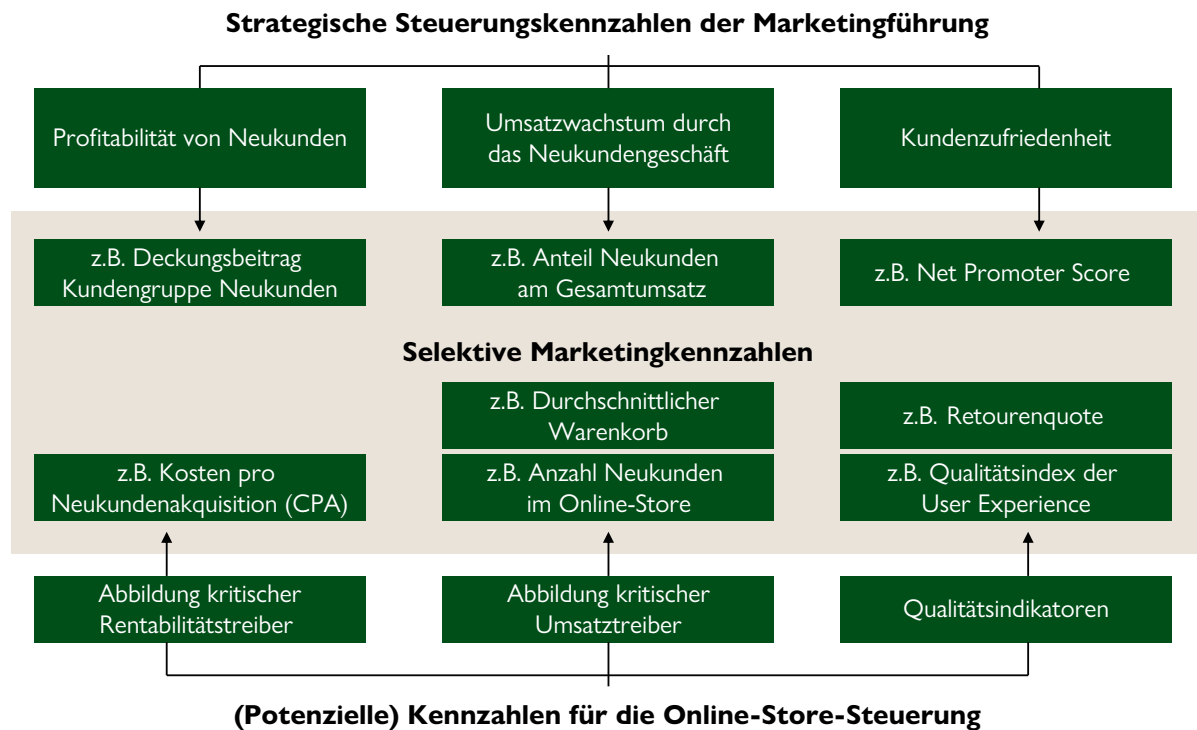 Strategische Steuerungskennzahlen der Marketingführung
Profitabilität von Neukunden
Umsatzwachstum durch
das Neukundengeschäft
Kundenzufriedenheit
z.B. Deckungsbeitrag
Kundengruppe Neukunden
z.B. Anteil Neukunden
am Gesamtumsatz
z.B. Net Promoter Score
Selektive Marketingkennzahlen
z.B. Durchschnittlicher
Warenkorb
z.B. Retourenquote
z.B. Kosten pro
Neukundenakquisition (CPA)
z.B. Anzahl Neukunden
im Online-Store
z.B. Qualitätsindex der
User Experience
Abbildung kritischer
Rentabilitätstreiber
Abbildung kritischer
Umsatztreiber
Qualitätsindikatoren
(Potenzielle) Kennzahlen für die Online-Store-Steuerung